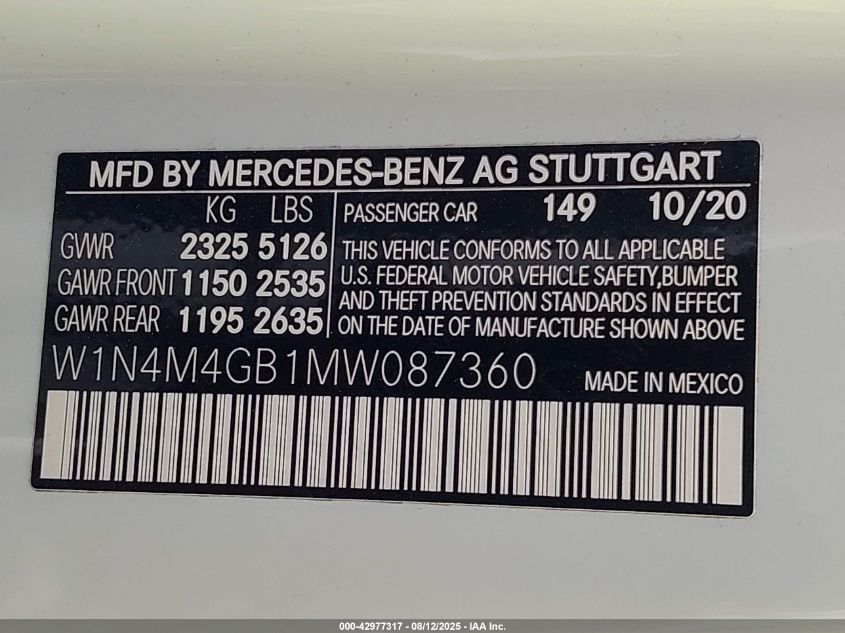 MFD BY MERCEDES-BENZ AG STUTTGART
KG LBS
GVWR 2325 5126
GAWR FRONT 1150 2535
GAWR REAR 1195 2635
PASSENGER CAR 149 10/20
THIS VEHICLE CONFORMS TO ALL APPLICABLE
U.S. FEDERAL MOTOR VEHICLE SAFETY,BUMPER
AND THEFT PREVENTION STANDARDS IN EFFECT
ON THE DATE OF MANUFACTURE SHOWN ABOVE
W1N4M4GB1MW087360 MADE IN MEXICO
000-42977317 - 08/12/2025 - IAA Inc.